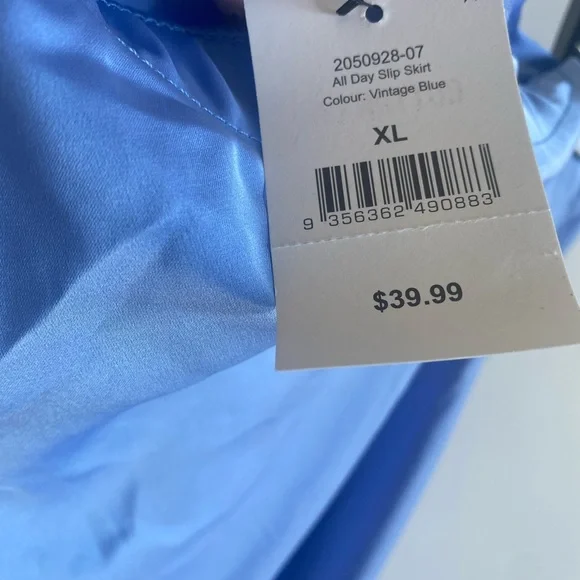 2050928-07
All Day Slip Skirt
Colour: Vintage Blue
XL
9 356362 490883
$39.99